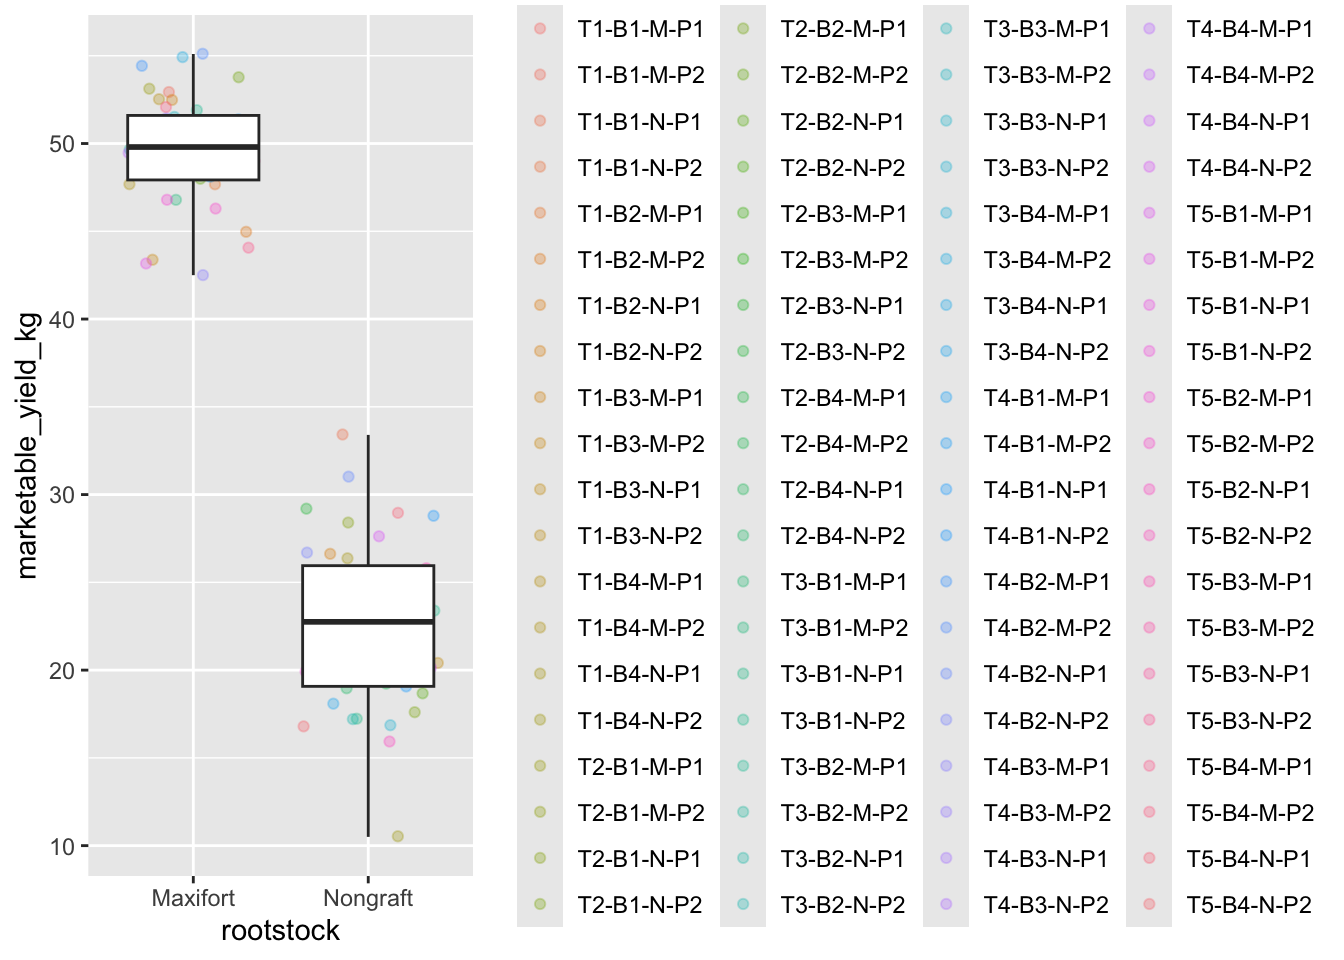 marketable_yield_kg
50
40
30
20
10
Maxifort Nongraft
rootstock
T1-B1-M-P1
T1-B1-M-P2
T1-B1-N-P1
T1-B1-N-P2
T1-B2-M-P1
T1-B2-M-P2
T1-B2-N-P1
T1-B2-N-P2
T1-B3-M-P1
T1-B3-M-P2
T1-B3-N-P1
T1-B3-N-P2
T1-B4-M-P1
T1-B4-M-P2
T1-B4-N-P1
T1-B4-N-P2
T2-B1-M-P1
T2-B1-M-P2
T2-B1-N-P1
T2-B1-N-P2
T2-B2-M-P1
T2-B2-M-P2
T2-B2-N-P1
T2-B2-N-P2
T2-B3-M-P1
T2-B3-M-P2
T2-B3-N-P1
T2-B3-N-P2
T2-B4-M-P1
T2-B4-M-P2
T2-B4-N-P1
T2-B4-N-P2
T3-B1-M-P1
T3-B1-M-P2
T3-B1-N-P1
T3-B1-N-P2
T3-B2-M-P1
T3-B2-M-P2
T3-B2-N-P1
T3-B2-N-P2
T3-B3-M-P1
T3-B3-M-P2
T3-B3-N-P1
T3-B3-N-P2
T3-B4-M-P1
T3-B4-M-P2
T3-B4-N-P1
T3-B4-N-P2
T4-B1-M-P1
T4-B1-M-P2
T4-B1-N-P1
T4-B1-N-P2
T4-B2-M-P1
T4-B2-M-P2
T4-B2-N-P1
T4-B2-N-P2
T4-B3-M-P1
T4-B3-M-P2
T4-B3-N-P1
T4-B3-N-P2
T4-B4-M-P1
T4-B4-M-P2
T4-B4-N-P1
T4-B4-N-P2
T5-B1-M-P1
T5-B1-M-P2
T5-B1-N-P1
T5-B1-N-P2
T5-B2-M-P1
T5-B2-M-P2
T5-B2-N-P1
T5-B2-N-P2
T5-B3-M-P1
T5-B3-M-P2
T5-B3-N-P1
T5-B3-N-P2
T5-B4-M-P1
T5-B4-M-P2
T5-B4-N-P1
T5-B4-N-P2